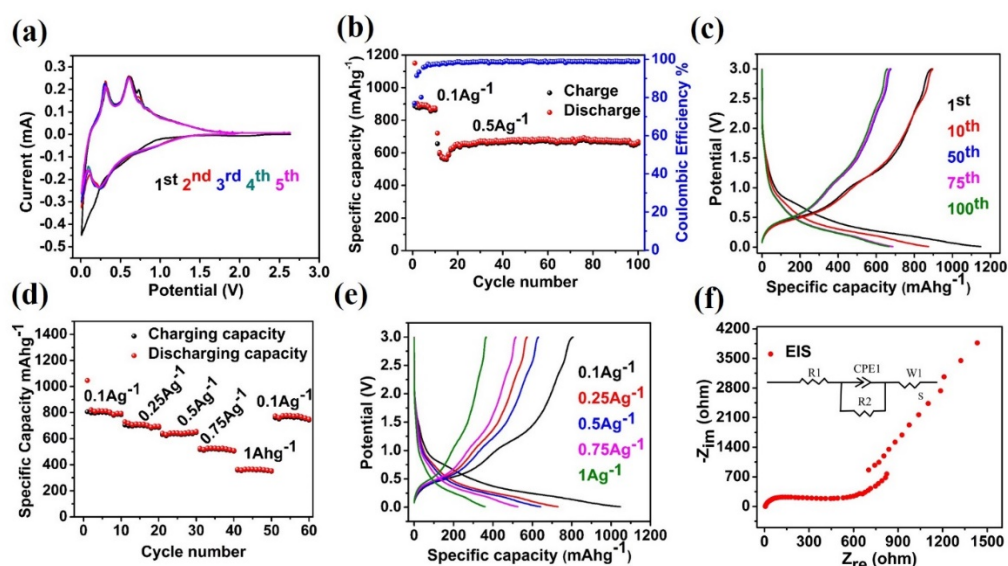 (a)
Current (mA)
0.3
0.2
0.1
0.0
-0.1
-0.2
-0.3
-0.4
-0.5
1st 2nd 3rd 4th 5th
0.0 0.5 1.0 1.5 2.0 2.5 3.0
Potential (V)
(b)
Specific capacity (mAhg-1)
1200
1000
800
600
400
200
0
0.1Ag-1
Charge
Discharge
0.5Ag-1
0 20 40 60 80 100
Cycle number
100
80
60
40
20
0
Coulombic Efficiency %
(c)
Potential (V)
3.0
2.5
2.0
1.5
1.0
0.5
0.0
1st
10th
50th
75th
100th
0 200 400 600 800 1000 1200
Specific capacity (mAhg-1)
(d)
Specific Capacity mAhg-1
1600
1400
1200
1000
800
600
400
200
0
Charging capacity
Discharging capacity
0.1Ag-1
0.25Ag-1
0.5Ag-1
0.75Ag-1
1Ahg-1
0.1Ag-1
0 10 20 30 40 50 60
Cycle number
(e)
Potential (V)
3.0
2.5
2.0
1.5
1.0
0.5
0.0
0.1Ag-1
0.25Ag-1
0.5Ag-1
0.75Ag-1
1Ag-1
0 200 400 600 800 1000 1200
Specific capacity (mAhg-1)
(f)
-Zim (ohm)
4200
3500
2800
2100
1400
700
0
EIS
R1
CPE1
W1
R2
S
0 300 600 900 1200 1500
Zre (ohm)